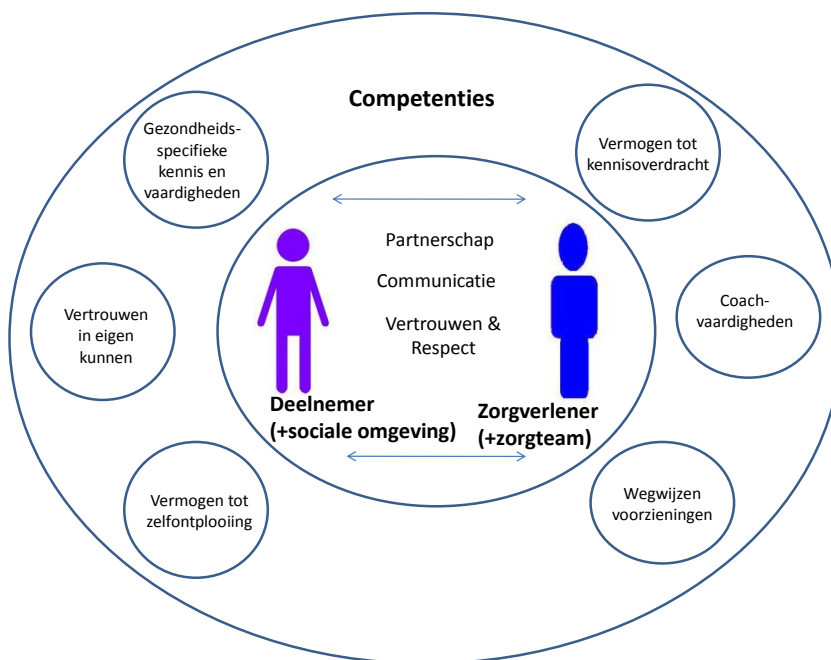 Competenties
Gezondheids-
specifieke
kennis en
vaardigheden
Vermogen tot
kennisoverdracht
Partnerschap
Communicatie
Vertrouwen &
Respect
Vertrouwen
in eigen
kunnen
Coach-
vaardigheden
Deelnemer
(+sociale omgeving)
Zorgverlener
(+zorgteam)
Vermogen tot
zelfontplooiing
Wegwijzen
voorzieningen